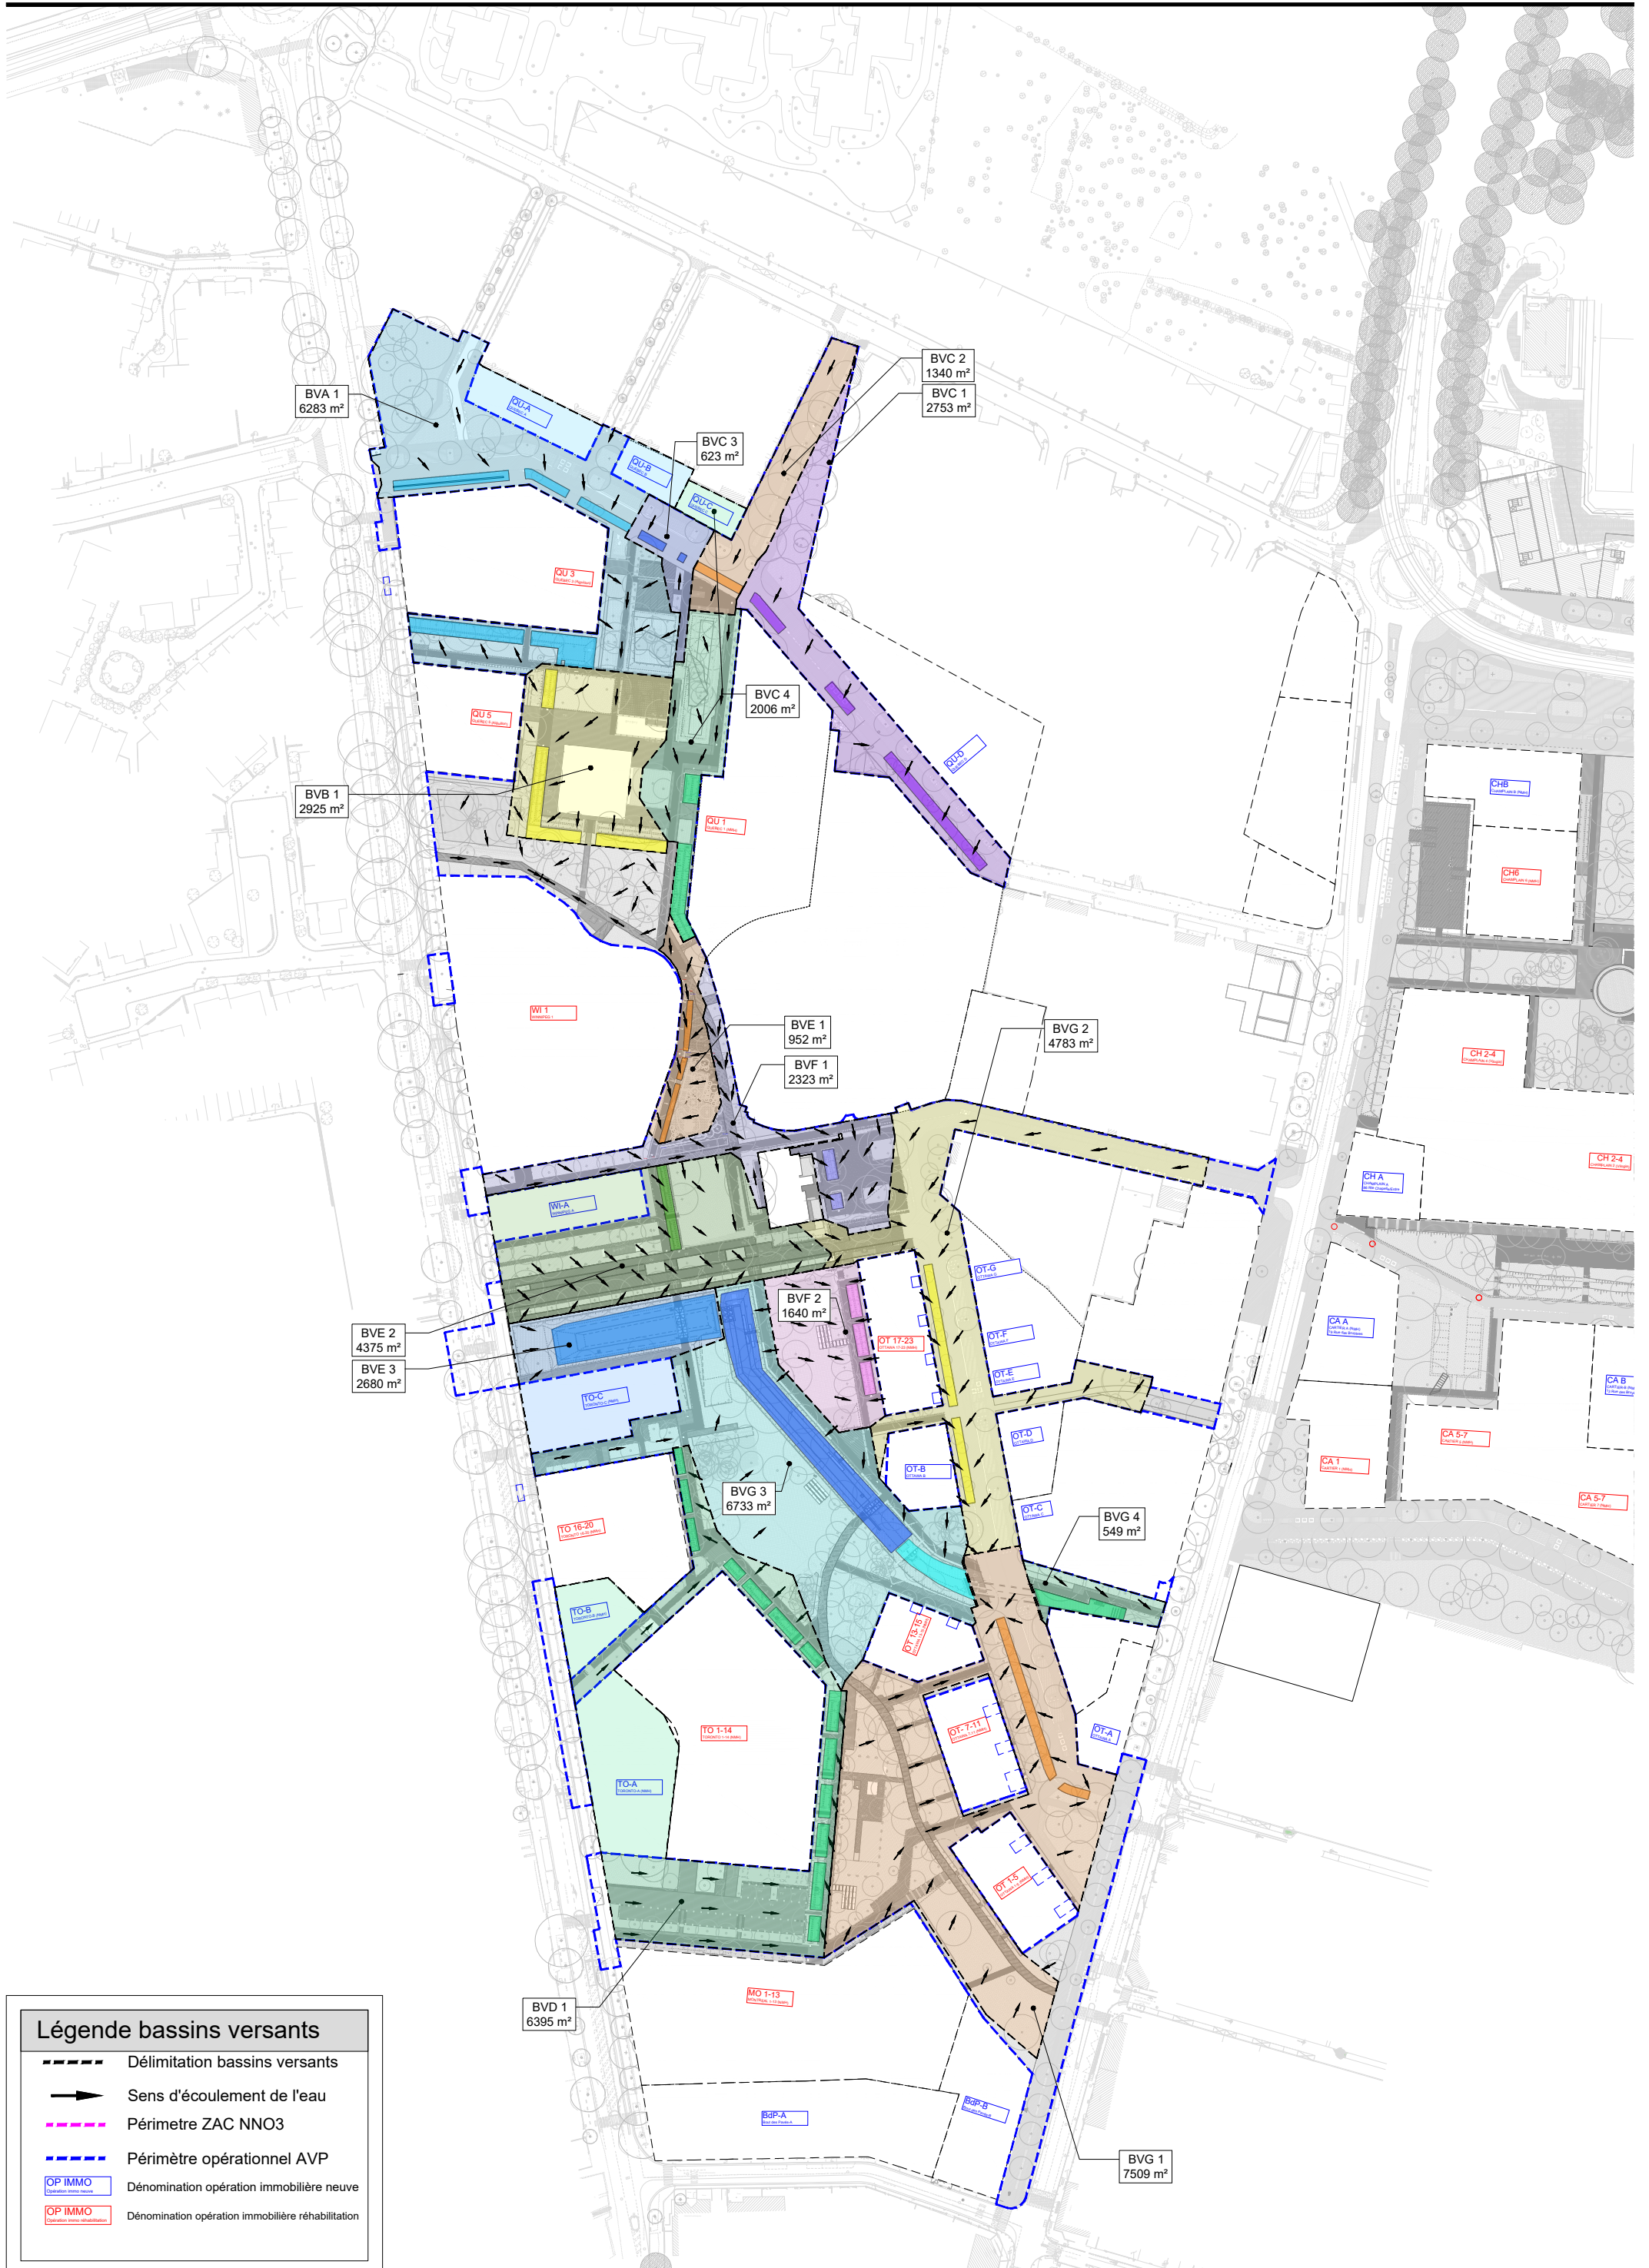 BVC 2
1340 m²
BVC 1
2753 m²
BVA 1
6283 m²
QU-A
BVC 3
623 m²
QU-B
QU-C
QU 3
BVC 4
2006 m²
QU 5
QU-D
BVB 1
2925 m²
QU 1
CHB
CH6
WI 1
BVE 1
952 m²
BVG 2
4783 m²
BVF 1
2323 m²
CH 2-4
CH 2-4
CH A
WI-A
OT-G
BVF 2
1640 m²
OT-F
OT 17-23
CA A
BVE 2
4375 m²
BVE 3
2680 m²
OT-E
CA B
TO-C
OT-D
CA 5-7
OT-B
CA 1
BVG 3
6733 m²
OT-C
CA 5-7
BVG 4
549 m²
TO 16-20
TO-B
OT 13-15
TO 1-14
OT- 7-11
OT-A
TO-A
OT 1-5
BVD 1
6395 m²
MO 1-13
BdP-A
BdP-B
BVG 1
7509 m²
Légende bassins versants
Délimitation bassins versants
Sens d'écoulement de l'eau
Périmetre ZAC NNO3
Périmètre opérationnel AVP
OP IMMO
Opération immo neuve
Dénomination opération immobilière neuve
OP IMMO
Opération immo réhabilitation
Dénomination opération immobilière réhabilitation